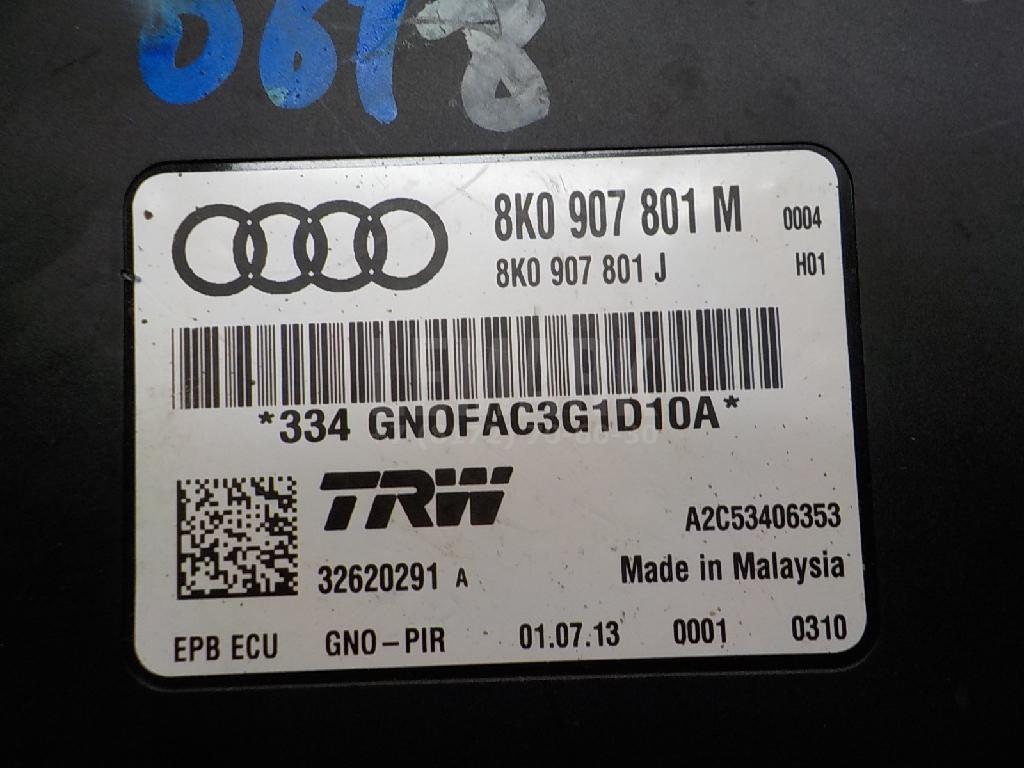 8K0 907 801 M 0004
8K0 907 801 J H01
*334 GNOFAC3G1D10A*
TRW
A2C53406353
32620291 A
Made in Malaysia
EPB ECU GNO-PIR 01.07.13 0001 0310